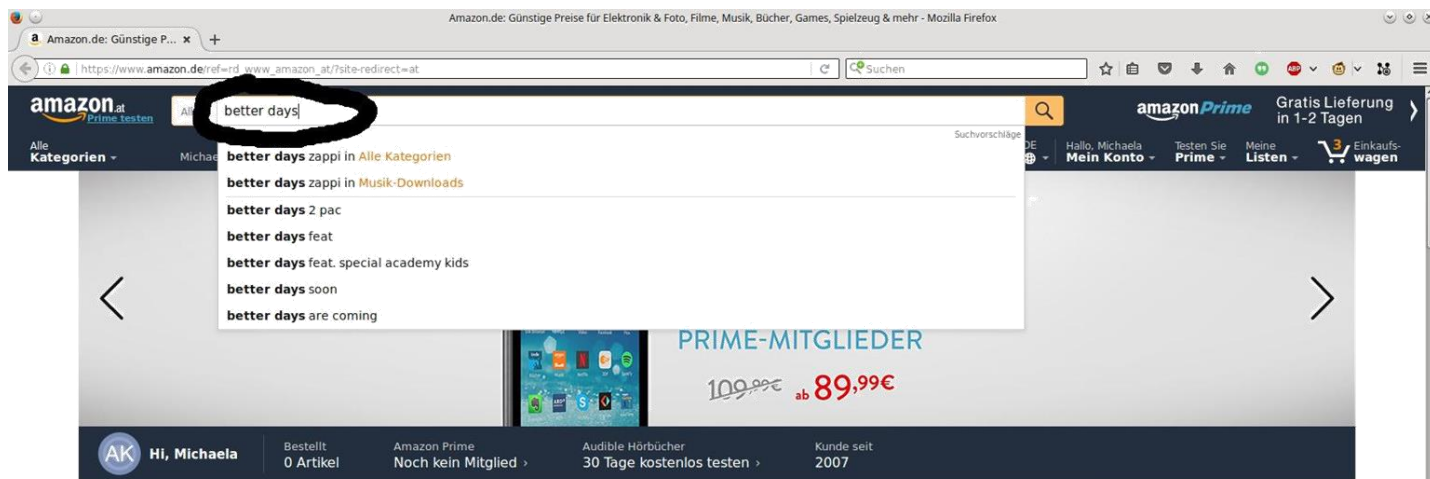 Amazon.de: Günstige Preise für Elektronik & Foto, Filme, Musik, Bücher, Games, Spielzeug & mehr - Mozilla Firefox
a Amazon.de: Günstige P... × +
https://www.amazon.de/ref=rd_www_amazon_at/?site-redirect=at
Suchen
ABP
amazon.at
Prime testen
better days
amazon Prime
Gratis Lieferung
in 1-2 Tagen
Suchvorschläge
Alle
Kategorien
Michae
DE
Hallo, Michaela
Mein Konto
Testen Sie
Prime
Meine
Listen
3 Einkaufs-
wagen
better days zappi in Alle Kategorien
better days zappi in Musik-Downloads
better days 2 pac
better days feat
better days feat. special academy kids
better days soon
better days are coming
PRIME-MITGLIEDER
109,99€ ab 89,99€
AK Hi, Michaela
Bestellt
0 Artikel
Amazon Prime
Noch kein Mitglied ›
Audible Hörbücher
30 Tage kostenlos testen ›
Kunde seit
2007